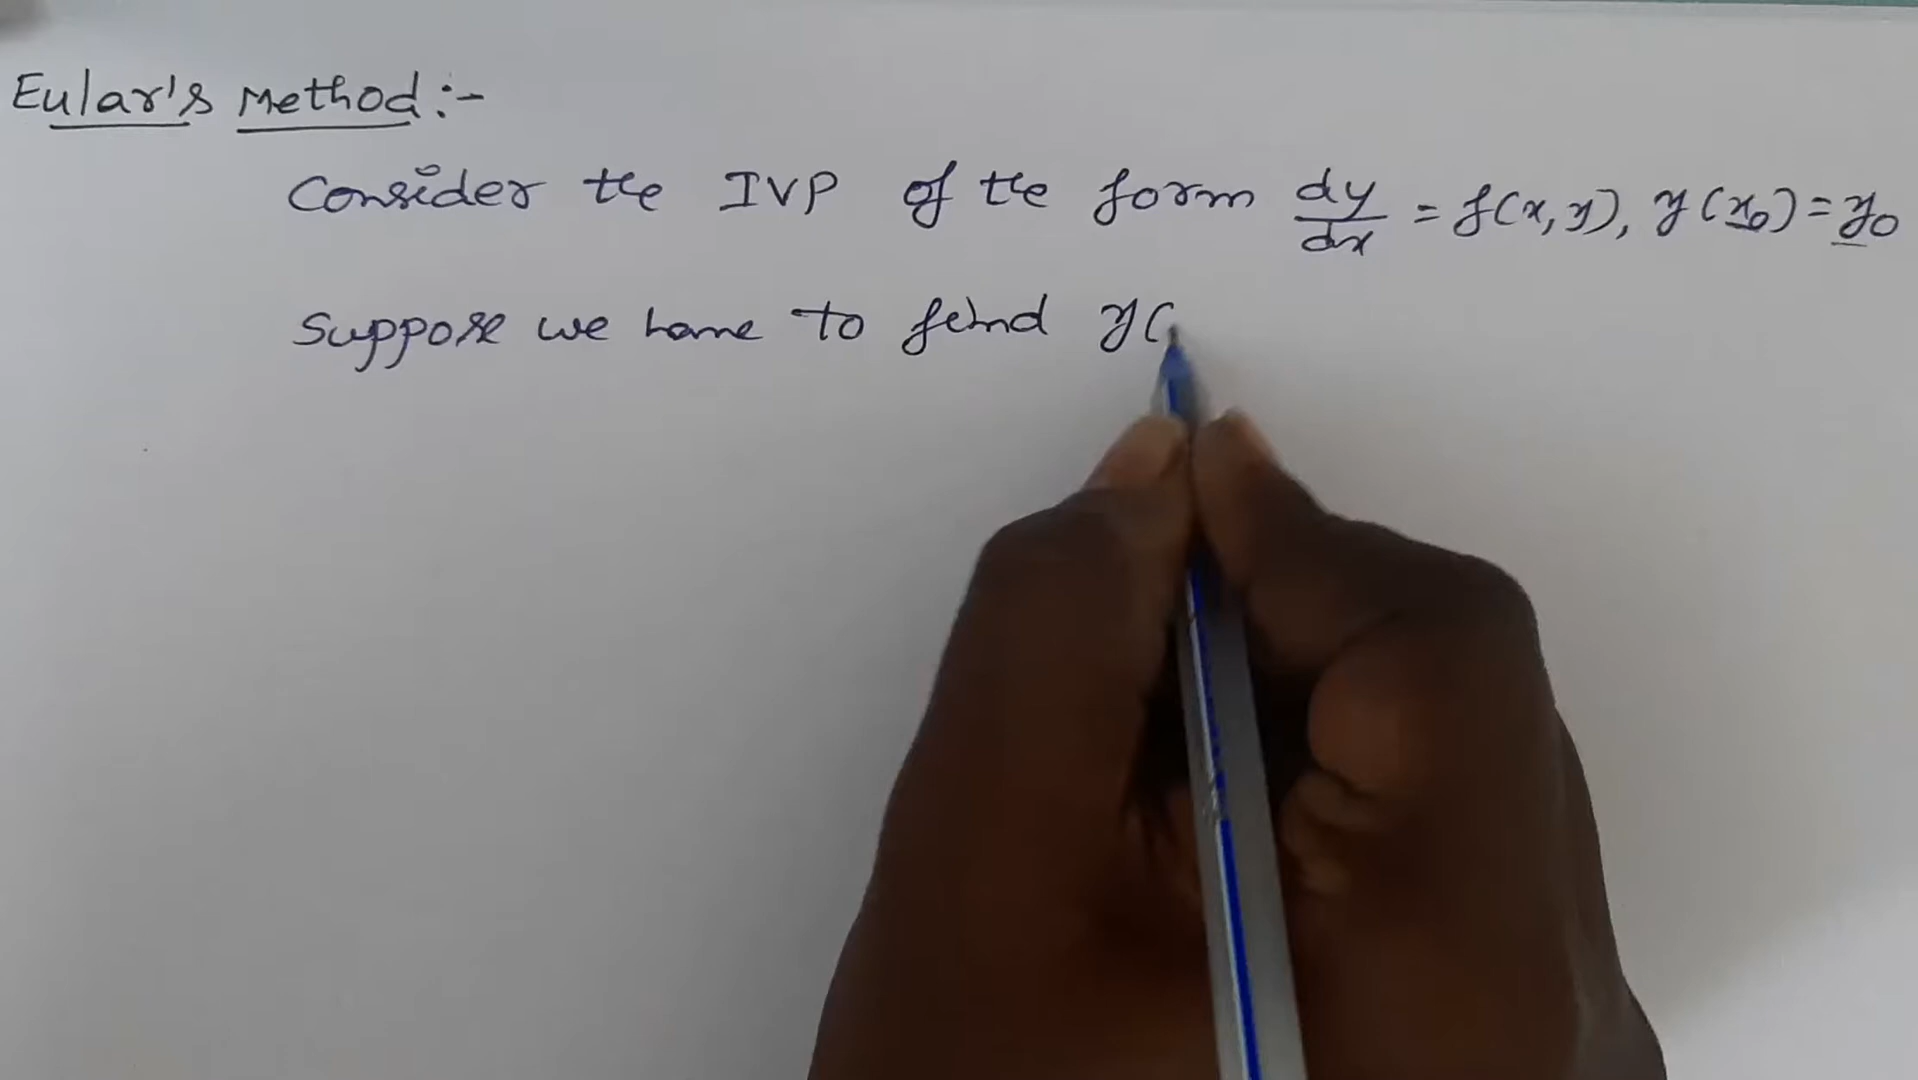 Eular's Method:-
Consider the IVP of the form dy/dx = f(x,y), y(x₀)=y₀
Suppose we have to find y(